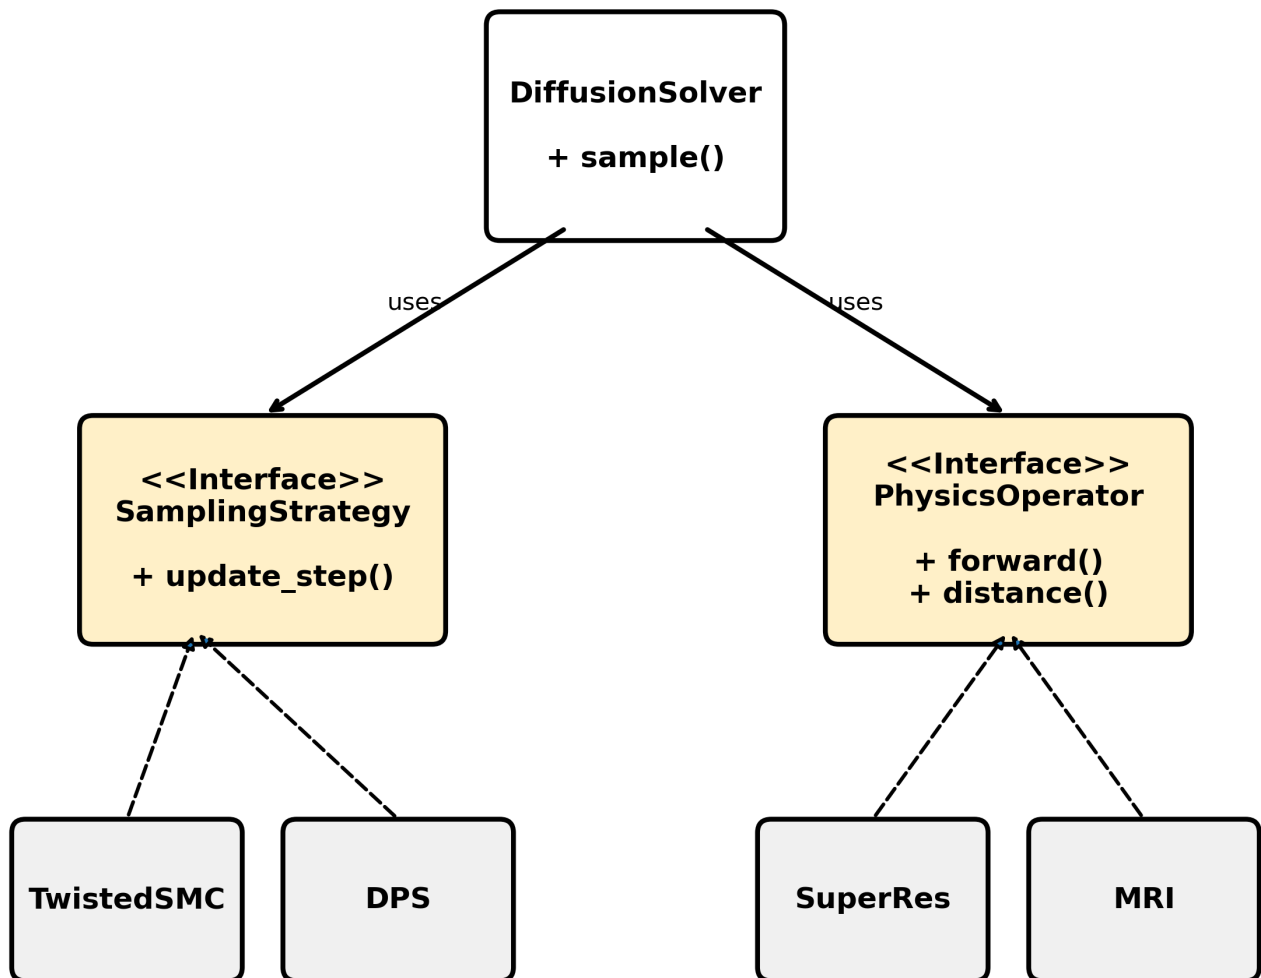 DiffusionSolver
+ sample()
uses
uses
<<Interface>>
SamplingStrategy
+ update_step()
<<Interface>>
PhysicsOperator
+ forward()
+ distance()
TwistedSMC
DPS
SuperRes
MRI